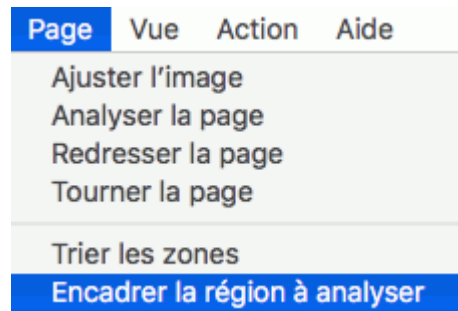 Page Vue Action Aide
Ajuster l'image
Analyser la page
Redresser la page
Tourner la page
Trier les zones
Encadrer la région à analyser